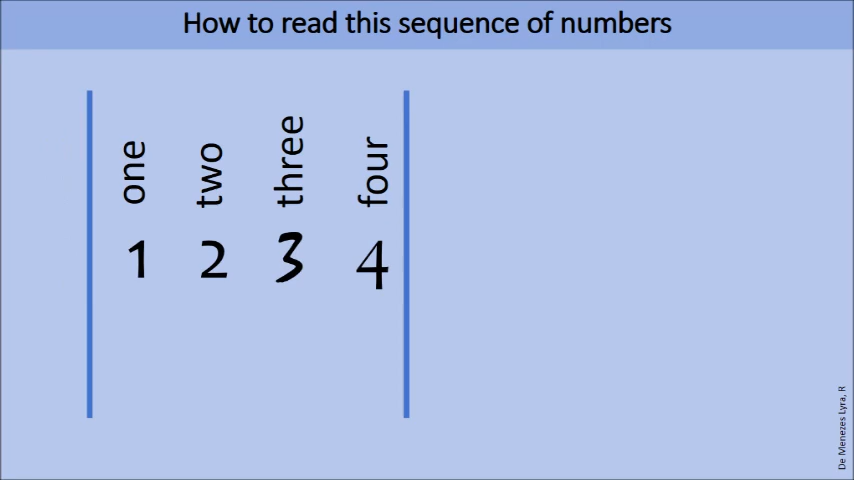 How to read this sequence of numbers
one two three four
1 2 3 4
De Menezes Lyra, R